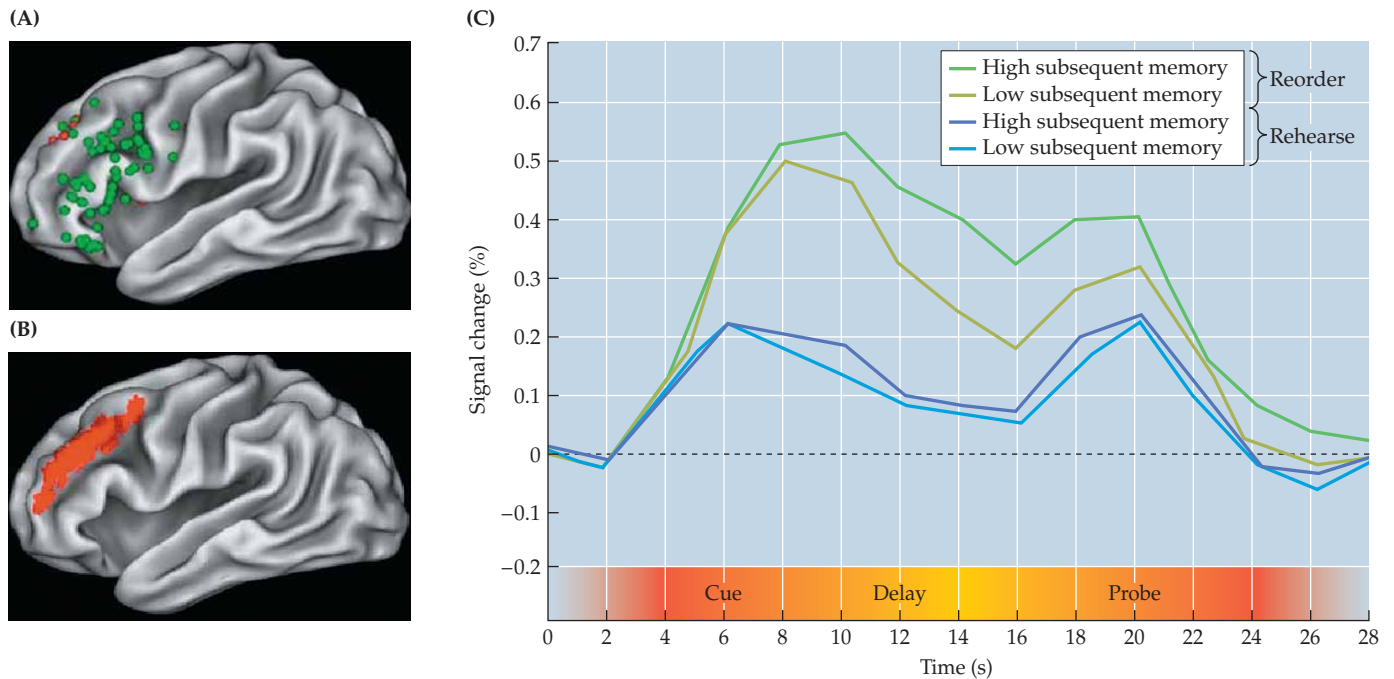 (A)
(B)
(C)
High subsequent memory
Low subsequent memory
Reorder
High subsequent memory
Low subsequent memory
Rehearse
Signal change (%)
0.7
0.6
0.5
0.4
0.3
0.2
0.1
0
–0.1
–0.2
Cue Delay Probe
0 2 4 6 8 10 12 14 16 18 20 22 24 26 28
Time (s)